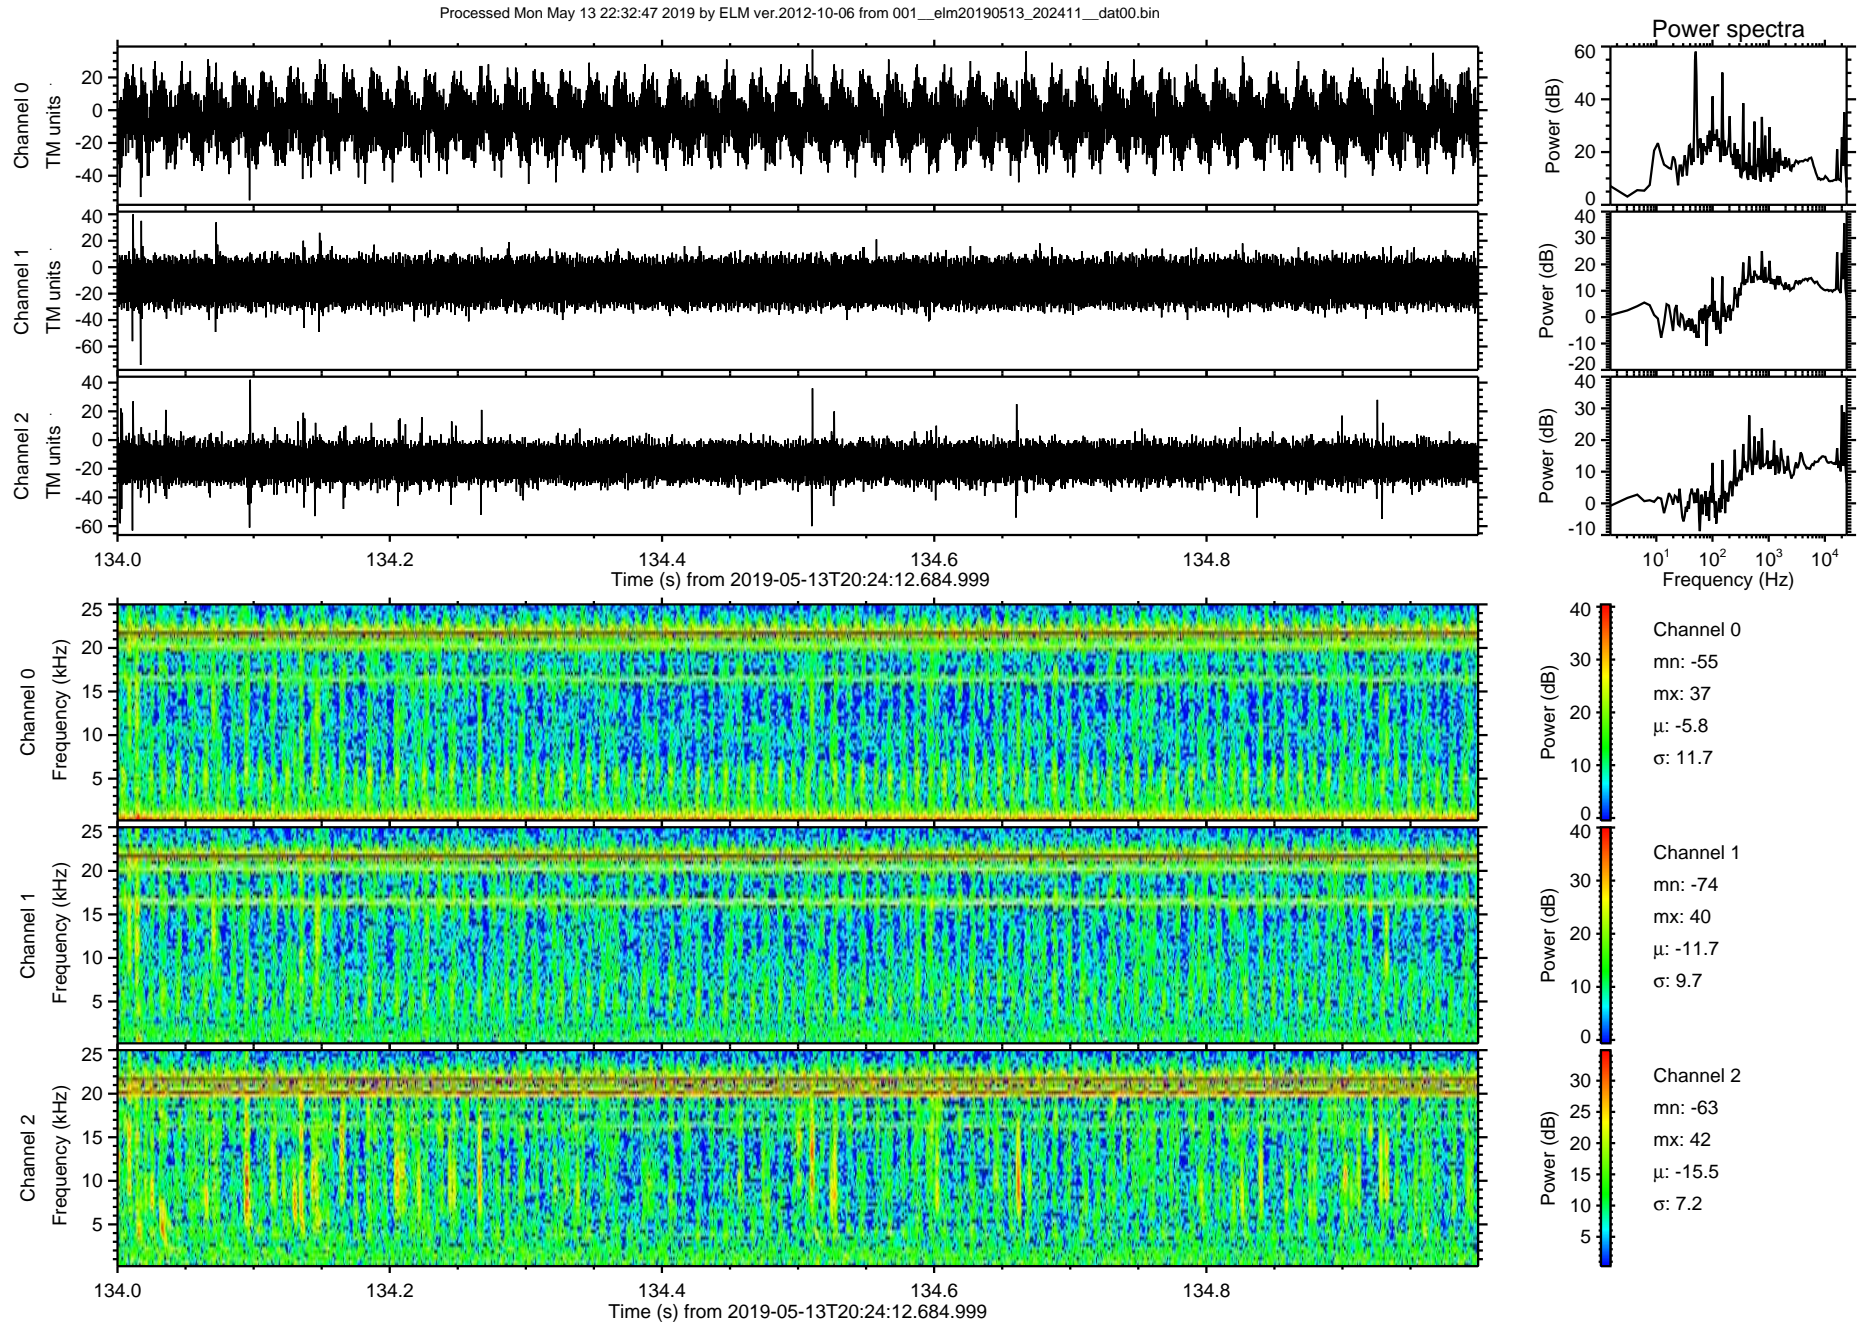 Processed Mon May 13 22:32:47 2019 by ELM ver.2012-10-06 from 001__elm20190513_202411__dat00.bin
Power spectra
Channel 0
TM units
20
0
-20
-40
Power (dB)
60
40
20
0
Channel 1
TM units
40
20
0
-20
-40
-60
Power (dB)
40
30
20
10
0
-10
-20
Channel 2
TM units
40
20
0
-20
-40
-60
Power (dB)
40
30
20
10
0
-10
134.0 134.2 134.4 134.6 134.8
Time (s) from 2019-05-13T20:24:12.684.999
10¹ 10² 10³ 10⁴
Frequency (Hz)
Channel 0
Frequency (kHz)
25
20
15
10
5
Power (dB)
40
30
20
10
0
Channel 0
mn: -55
mx: 37
µ: -5.8
σ: 11.7
Channel 1
Frequency (kHz)
25
20
15
10
5
Power (dB)
40
30
20
10
0
Channel 1
mn: -74
mx: 40
µ: -11.7
σ: 9.7
Channel 2
Frequency (kHz)
25
20
15
10
5
Power (dB)
30
25
20
15
10
5
Channel 2
mn: -63
mx: 42
µ: -15.5
σ: 7.2
134.0 134.2 134.4 134.6 134.8
Time (s) from 2019-05-13T20:24:12.684.999